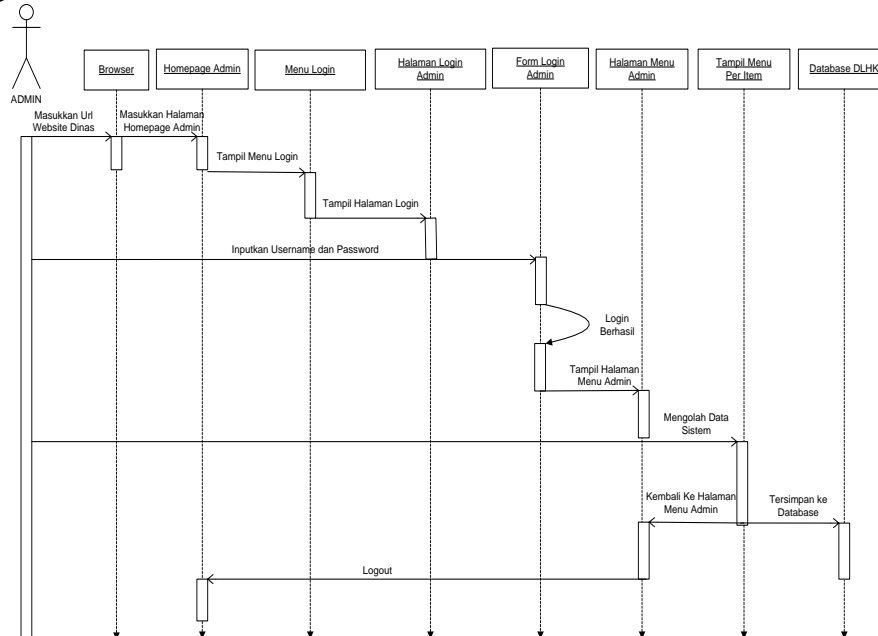 ADMIN
Browser
Homepage Admin
Menu Login
Halaman Login
Admin
Form Login
Admin
Halaman Menu
Admin
Tampil Menu
Per Item
Database DLHK
Masukkan Url
Website Dinas
Masukkan Halaman
Homepage Admin
Tampil Menu Login
Tampil Halaman Login
Inputkan Username dan Password
Login
Berhasil
Tampil Halaman
Menu Admin
Mengolah Data
Sistem
Kembali Ke Halaman
Menu Admin
Tersimpan ke
Database
Logout